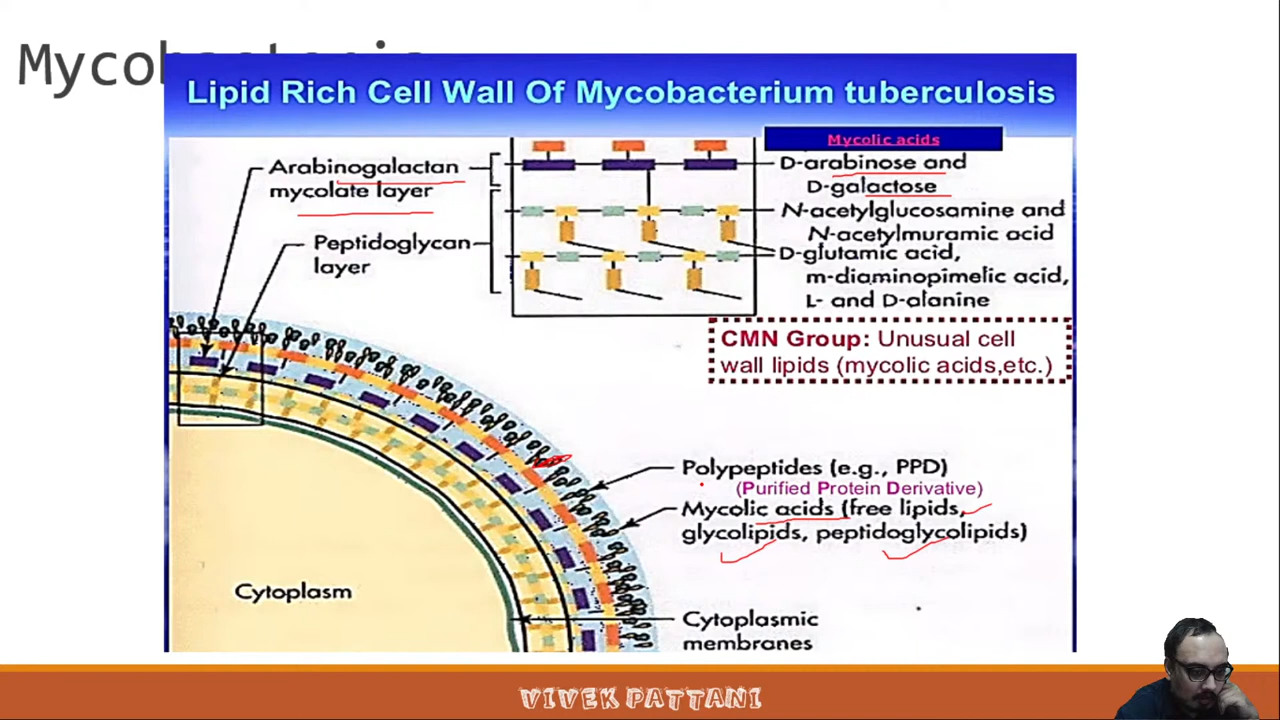 Lipid Rich Cell Wall Of Mycobacterium tuberculosis
Mycolic acids
Arabinogalactan
mycolate layer
Peptidoglycan
layer
D-arabinose and
D-galactose
N-acetylglucosamine and
N-acetylmuramic acid
D-glutamic acid,
m-diaminopimelic acid,
L- and D-alanine
CMN Group: Unusual cell
wall lipids (mycolic acids,etc.)
Polypeptides (e.g., PPD)
(Purified Protein Derivative)
Mycolic acids (free lipids,
glycolipids, peptidoglycolipids)
Cytoplasm
Cytoplasmic
membranes
VIVEK PATTANI